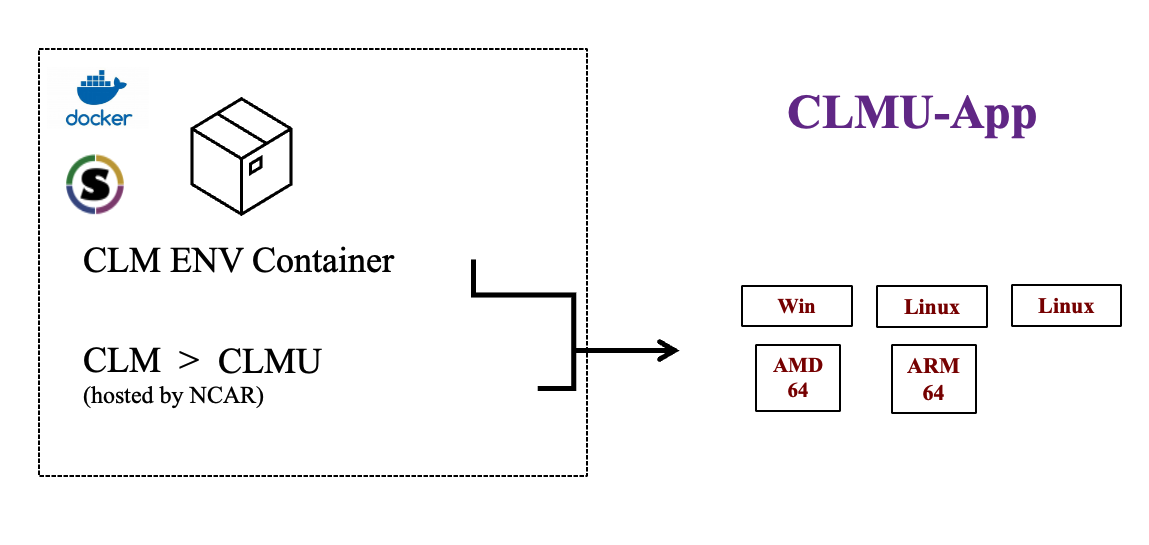 docker
S
CLM ENV Container
CLM > CLMU
(hosted by NCAR)
CLMU-App
Win
Linux
Linux
AMD
64
ARM
64